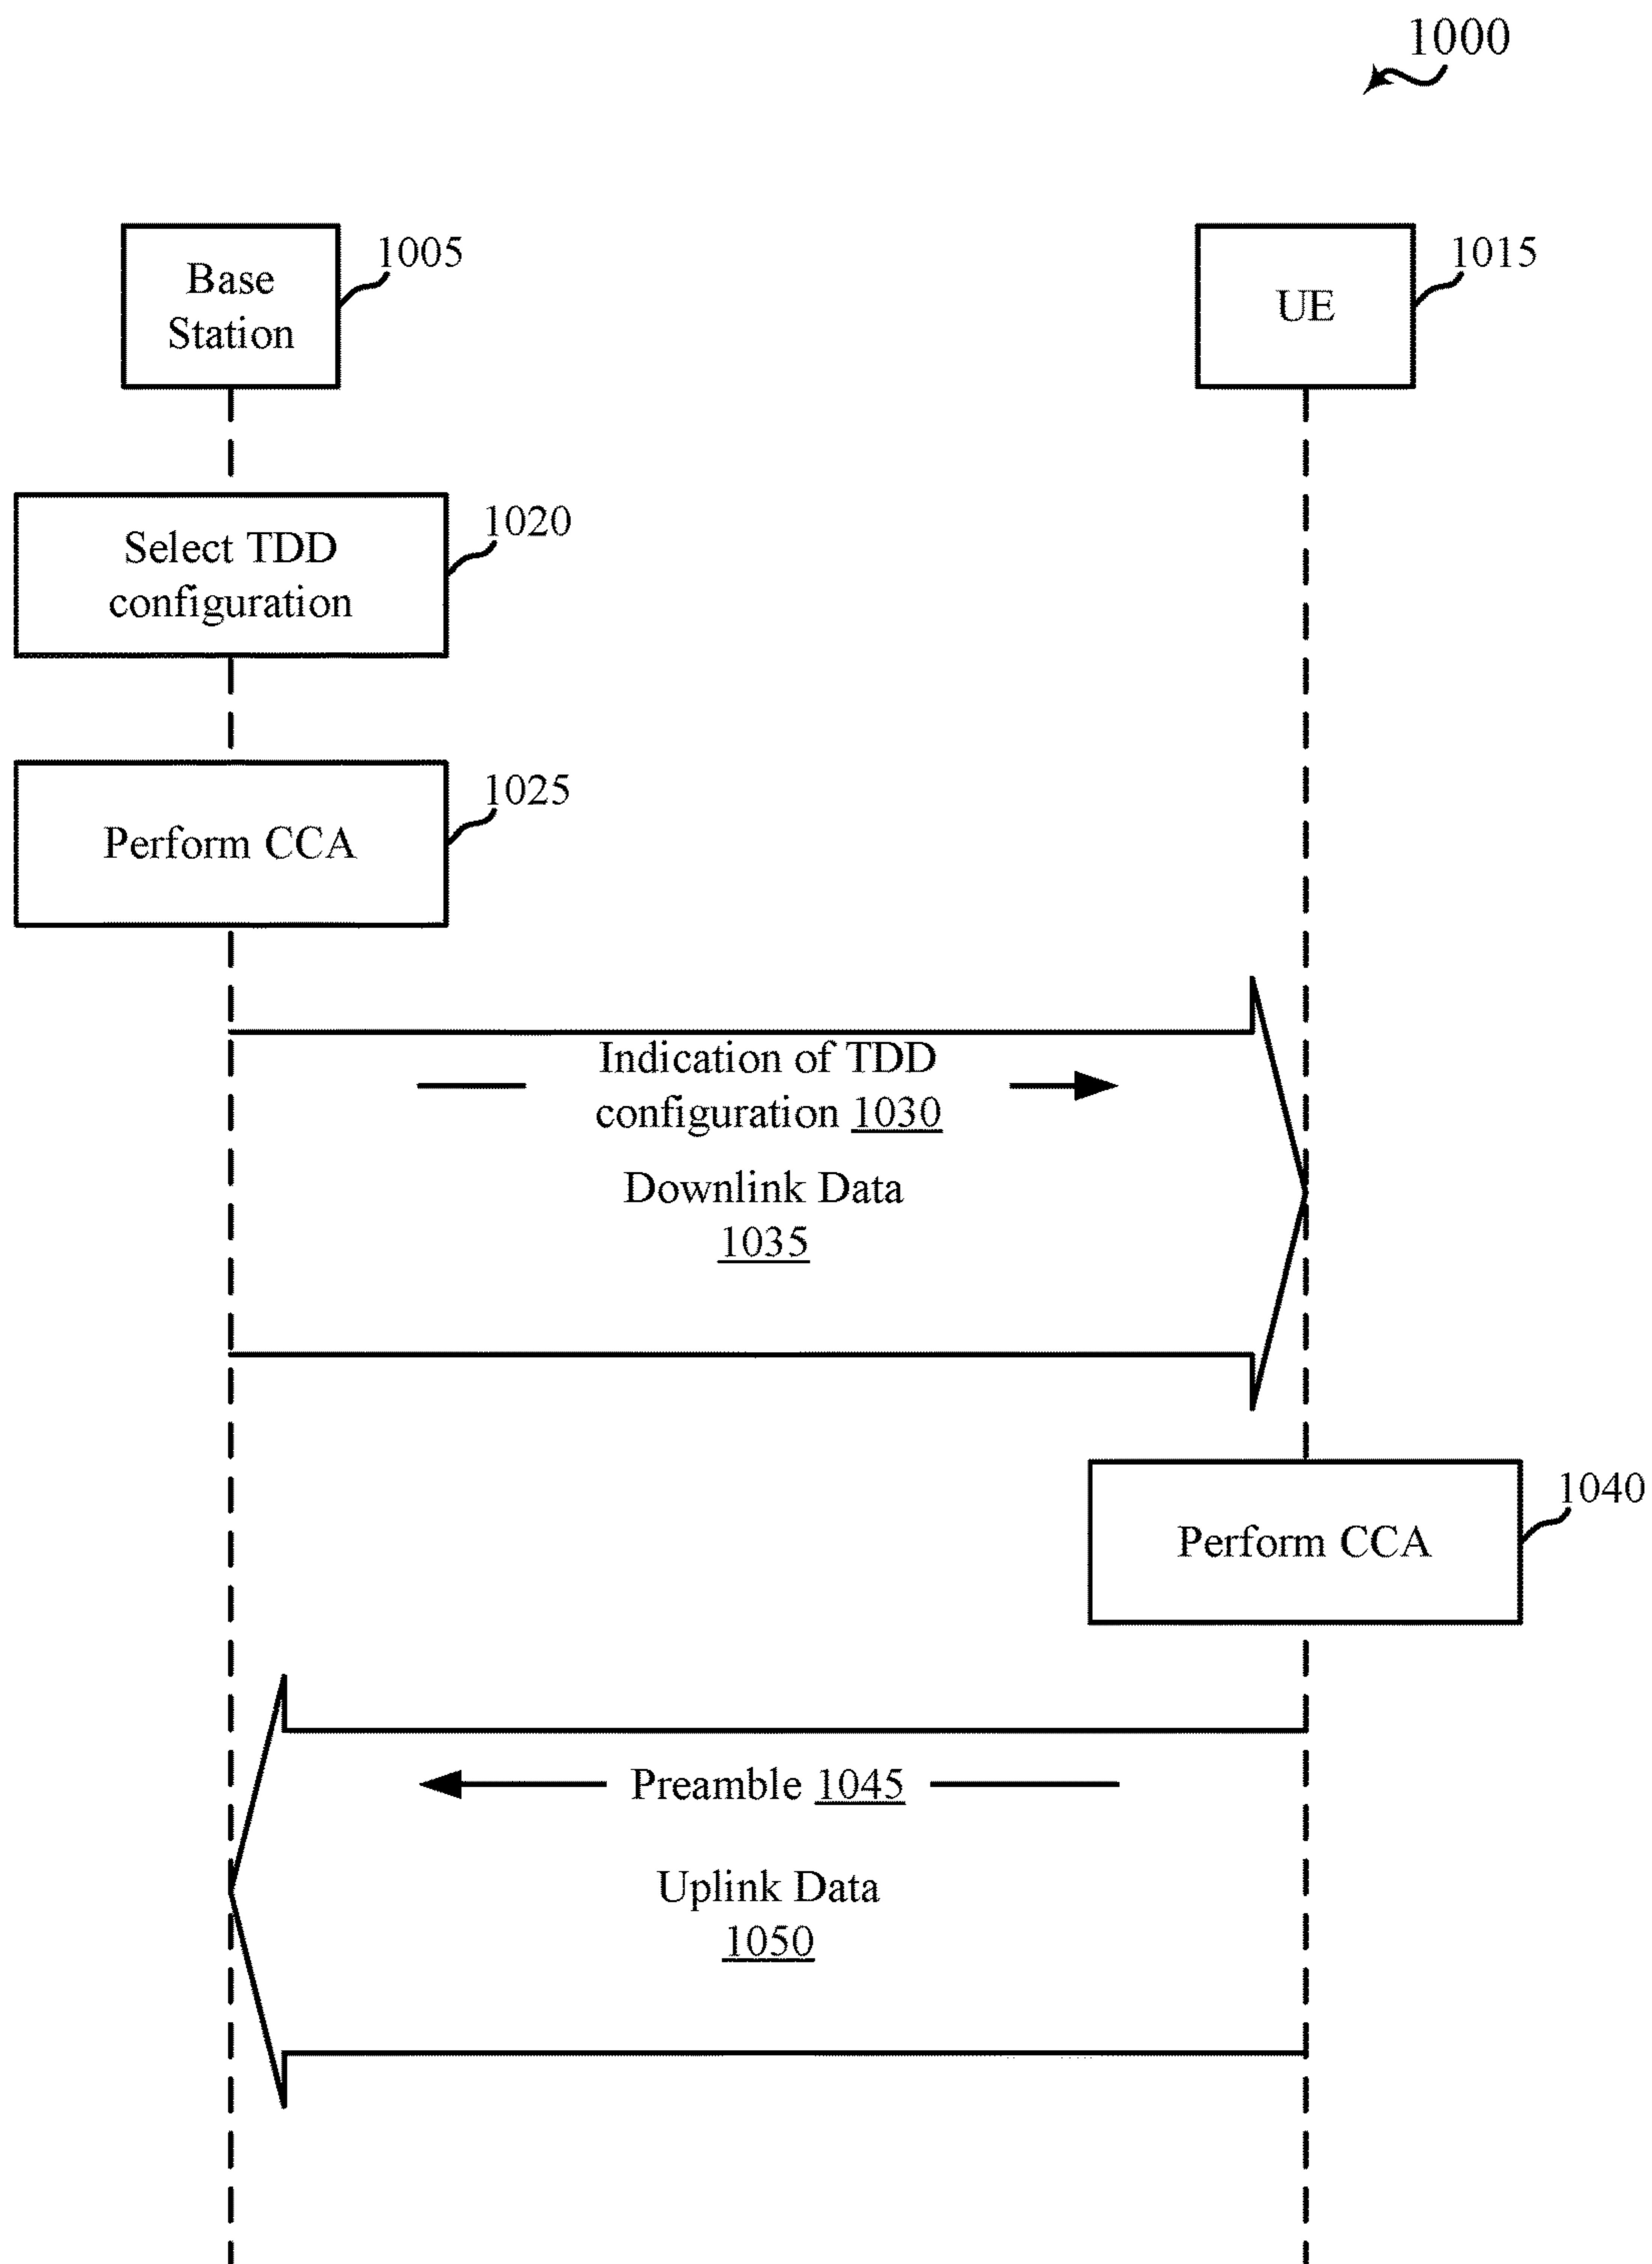 1000
Base
Station
1005
UE
1015
Select TDD
configuration
1020
Perform CCA
1025
Indication of TDD
configuration 1030
Downlink Data
1035
Perform CCA
1040
Preamble 1045
Uplink Data
1050